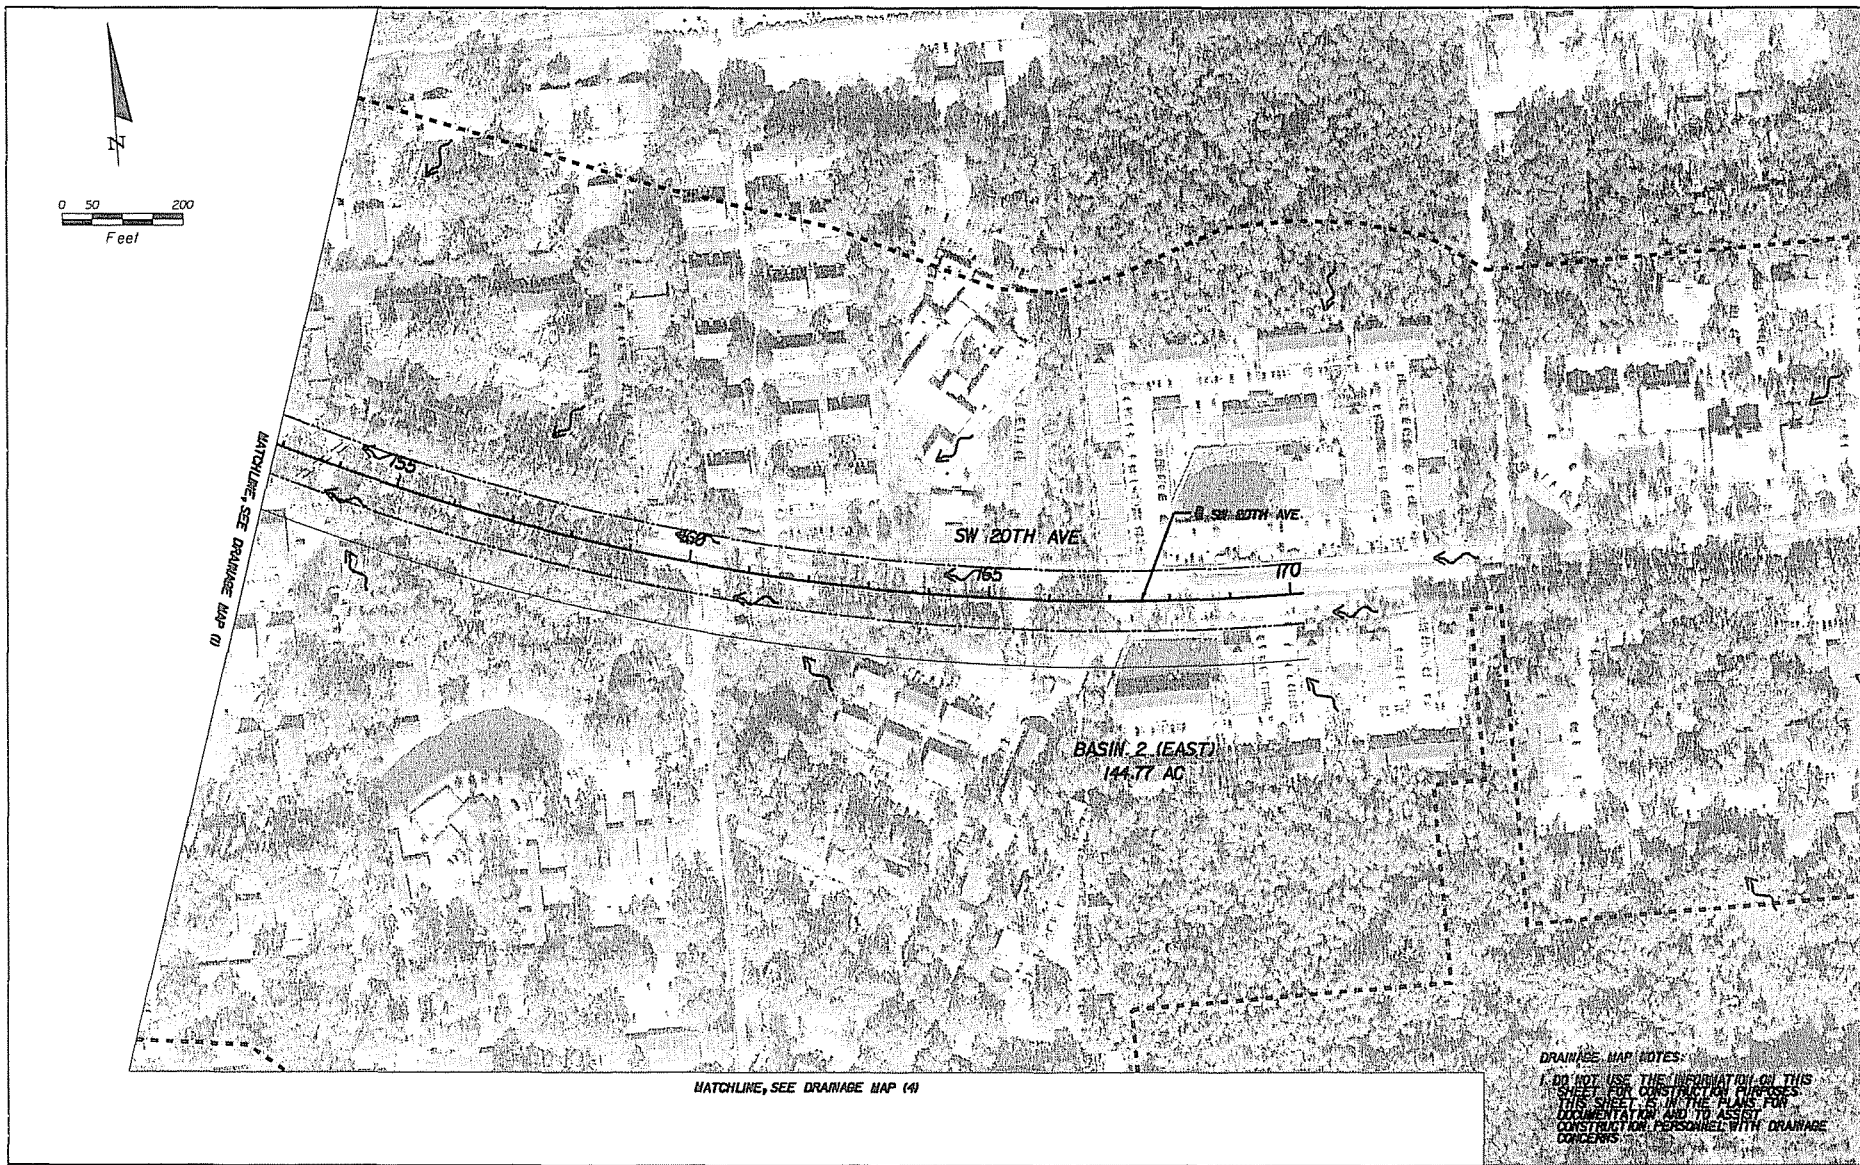 N
0 50 200
Feet
MATCHLINE, SEE DRAINAGE MAP (1)
155
160
165
170
SW 20TH AVE.
℄ SW 20TH AVE.
BASIN 2 (EAST)
144.77 AC
MATCHLINE, SEE DRAINAGE MAP (4)
DRAINAGE MAP NOTES:
1. DO NOT USE THE INFORMATION ON THIS
SHEET FOR CONSTRUCTION PURPOSES
THIS SHEET IS IN THE PLANS FOR
DOCUMENTATION AND TO ASSIST
CONSTRUCTION PERSONNEL WITH DRAINAGE
CONCERNS